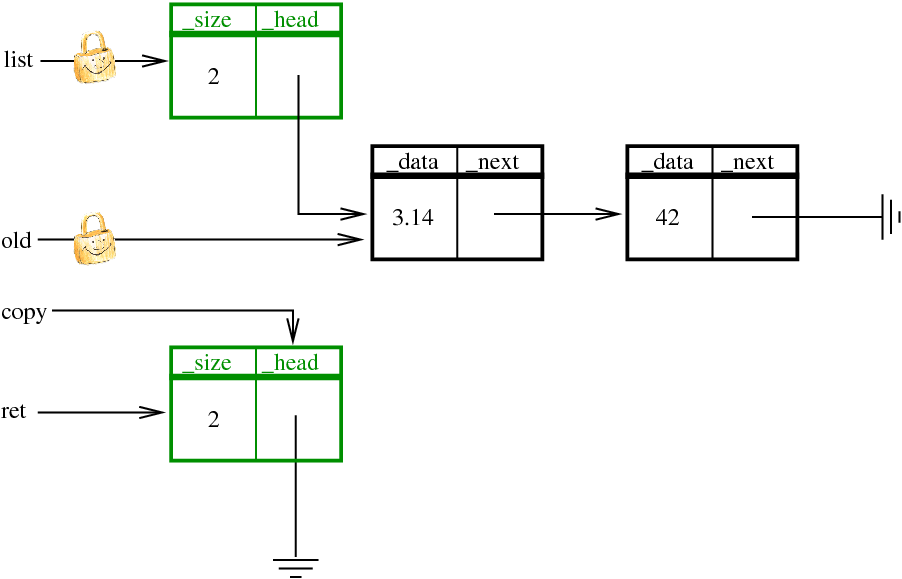 _size _head
list
2
_data _next
_data _next
3.14
42
old
copy
_size _head
ret
2